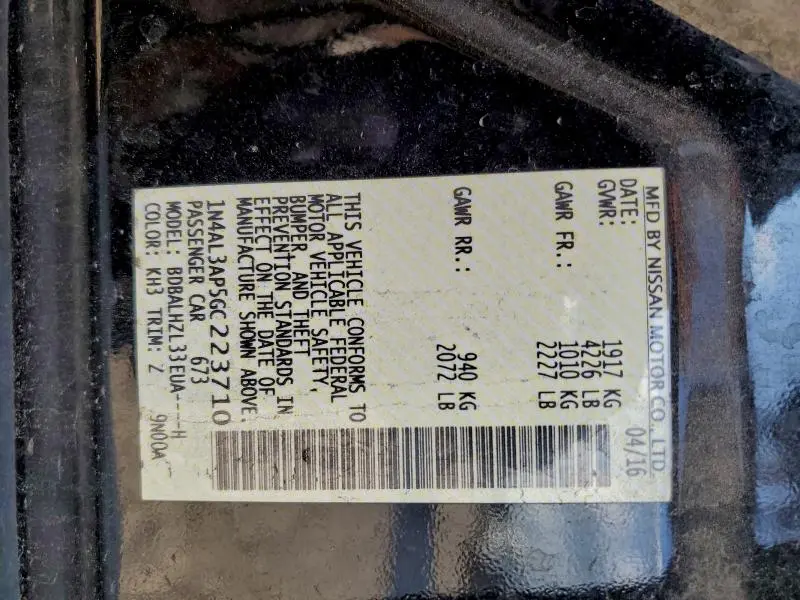 MFD BY NISSAN MOTOR CO., LTD
DATE: 04/16
GVWR: 1917 KG
4226 LB
GAWR FR.: 1010 KG
2227 LB
GAWR RR.: 940 KG
2072 LB
THIS VEHICLE CONFORMS TO
ALL APPLICABLE FEDERAL
MOTOR VEHICLE SAFETY,
BUMPER, AND THEFT
PREVENTION STANDARDS IN
EFFECT ON THE DATE OF
MANUFACTURE SHOWN ABOVE.
1N4AL3AP5GC223710
PASSENGER CAR 673
MODEL: BDBALHZL33EUA----H
COLOR: KH3 TRIM: Z 9N00A